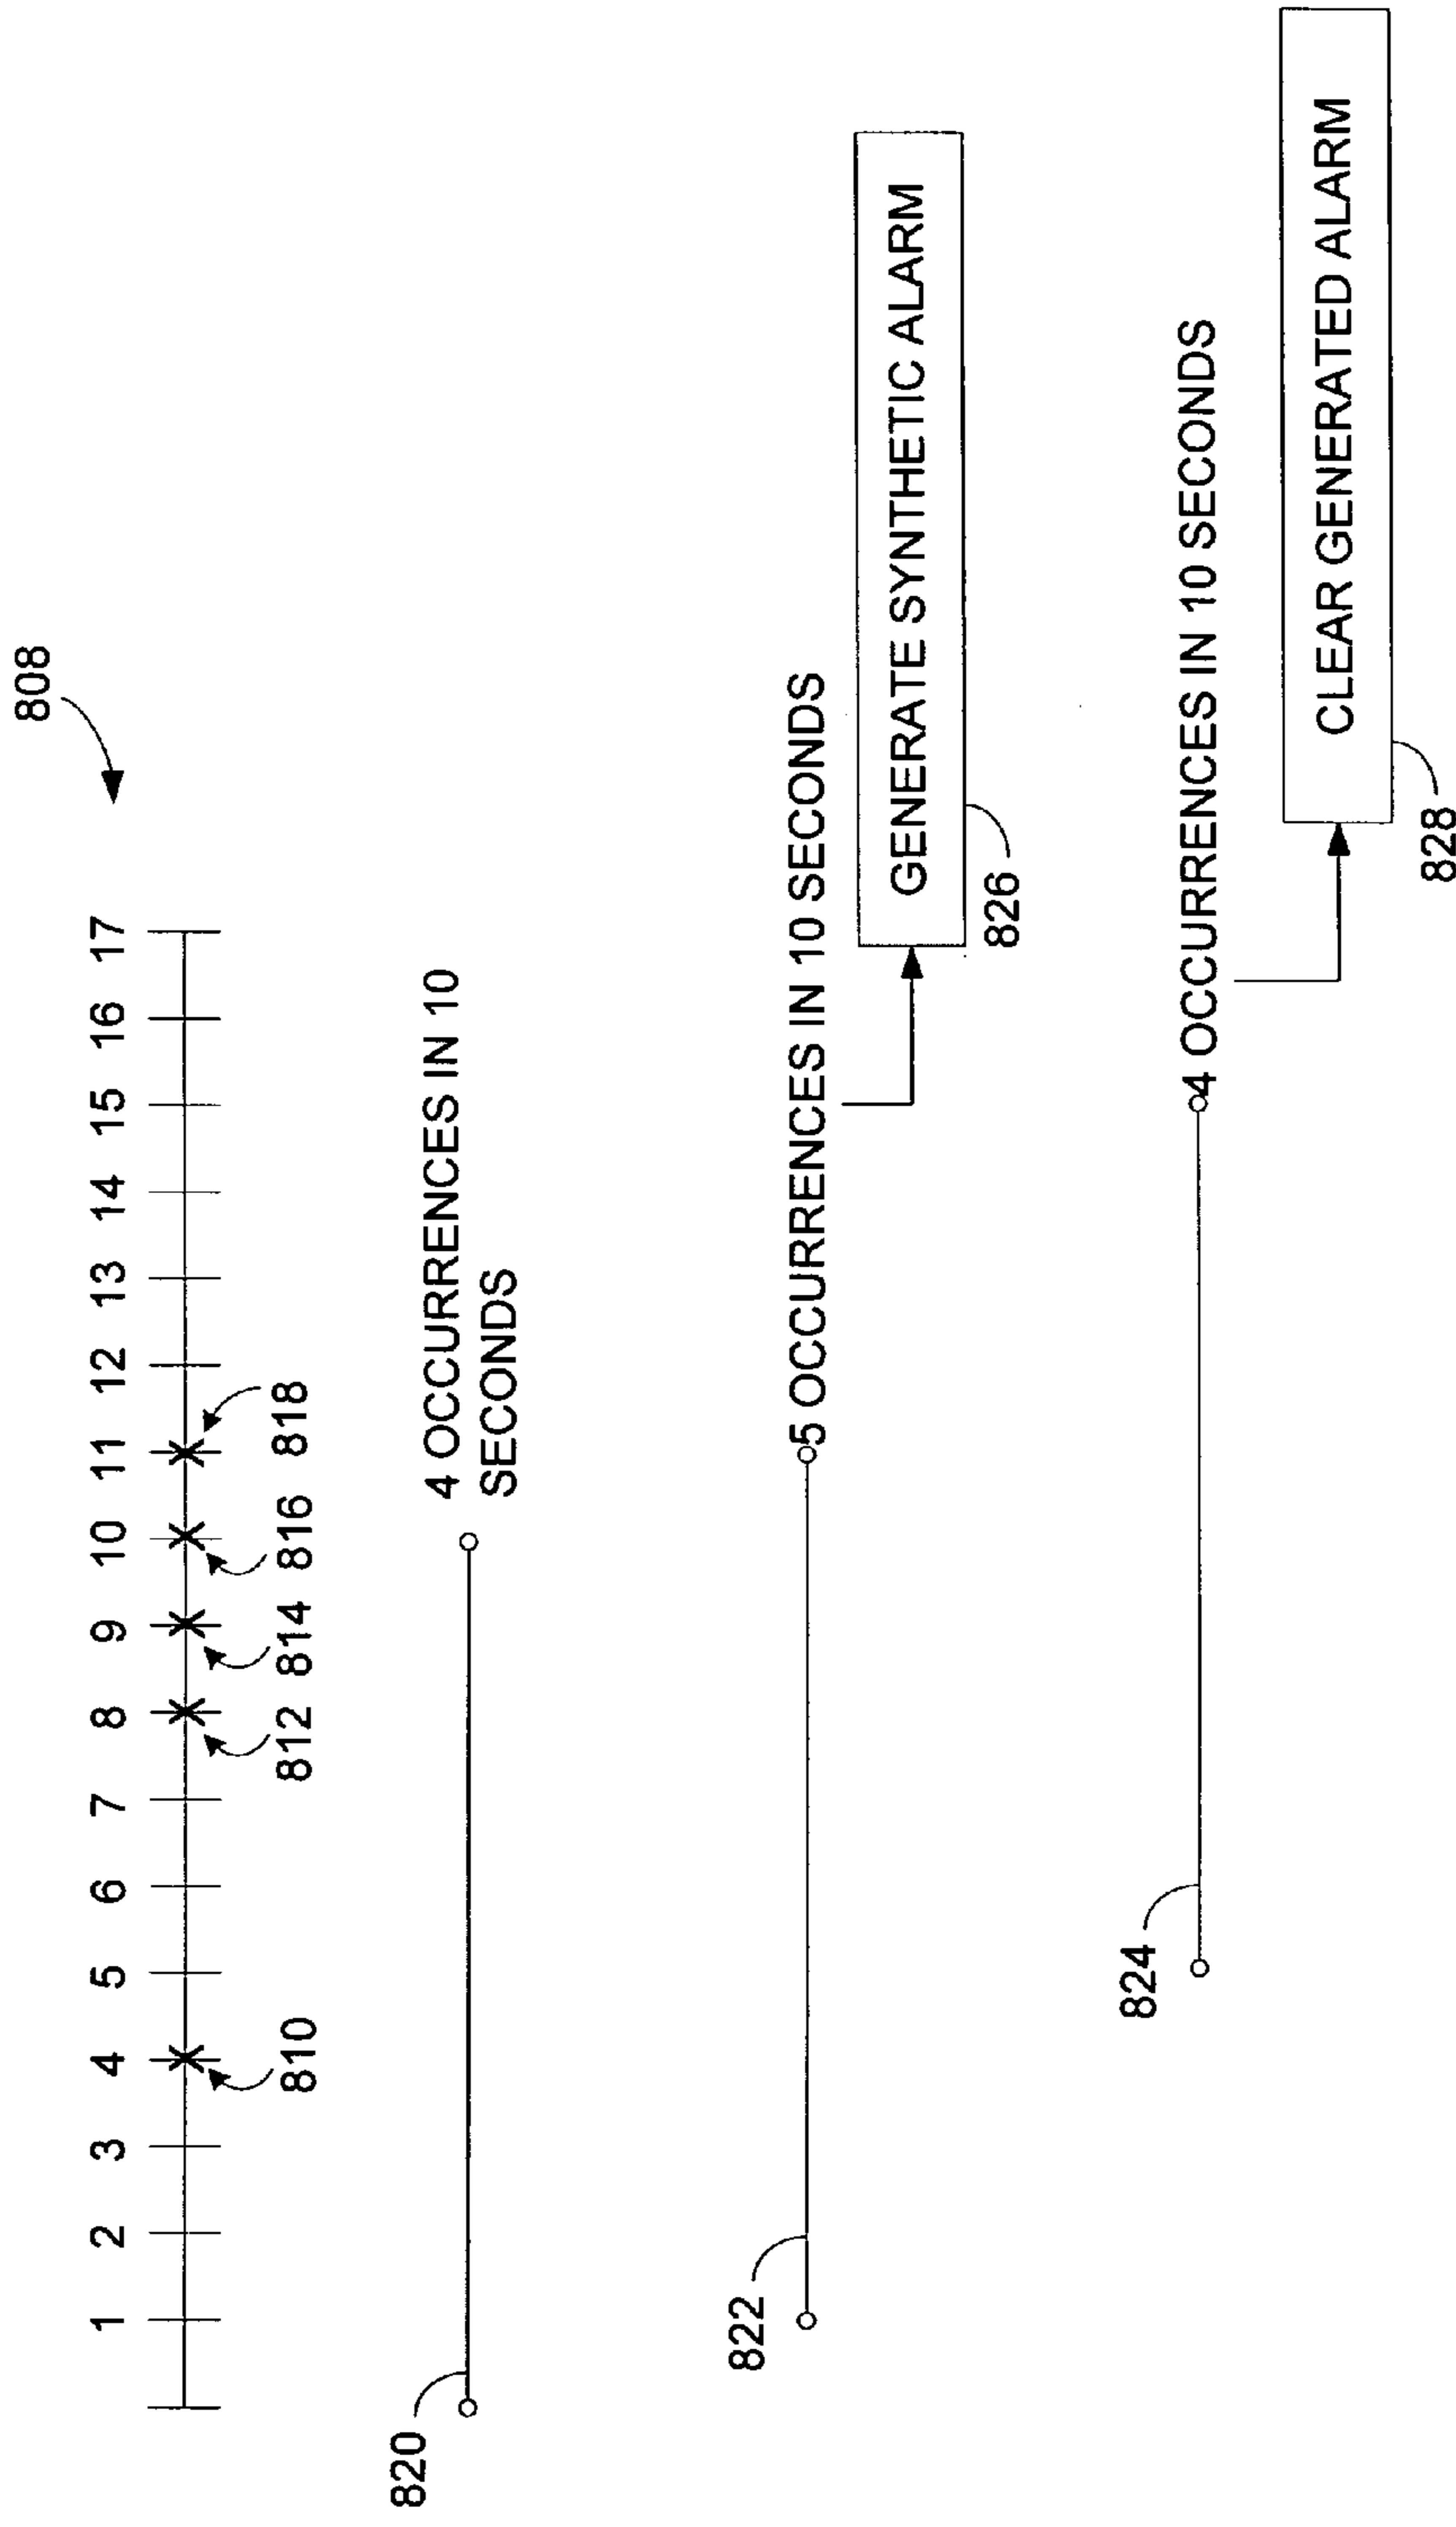 808
1 2 3 4 5 6 7 8 9 10 11 12 13 14 15 16 17
810 812 814 816 818
820
4 OCCURRENCES IN 10
SECONDS
822
5 OCCURRENCES IN 10 SECONDS
GENERATE SYNTHETIC ALARM
826
824
4 OCCURRENCES IN 10 SECONDS
CLEAR GENERATED ALARM
828